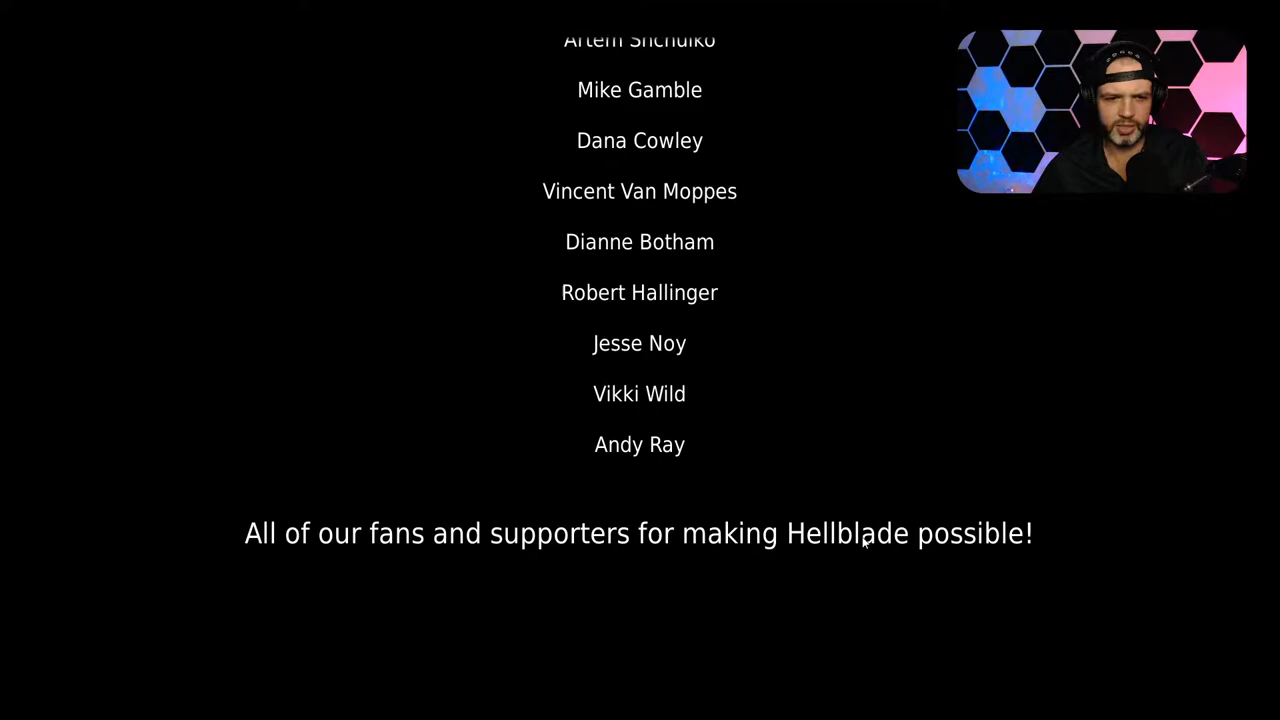 Mike Gamble
Dana Cowley
Vincent Van Moppes
Dianne Botham
Robert Hallinger
Jesse Noy
Vikki Wild
Andy Ray
All of our fans and supporters for making Hellblade possible!